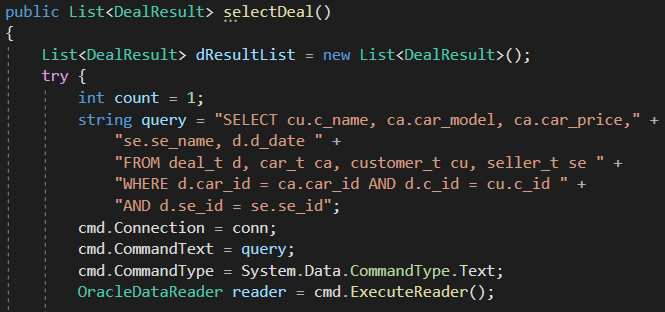 public List<DealResult> selectDeal()
{
List<DealResult> dResultList = new List<DealResult>();
try {
int count = 1;
string query = "SELECT cu.c_name, ca.car_model, ca.car_price," +
"se.se_name, d.d_date " +
"FROM deal_t d, car_t ca, customer_t cu, seller_t se " +
"WHERE d.car_id = ca.car_id AND d.c_id = cu.c_id " +
"AND d.se_id = se.se_id";
cmd.Connection = conn;
cmd.CommandText = query;
cmd.CommandType = System.Data.CommandType.Text;
OracleDataReader reader = cmd.ExecuteReader();